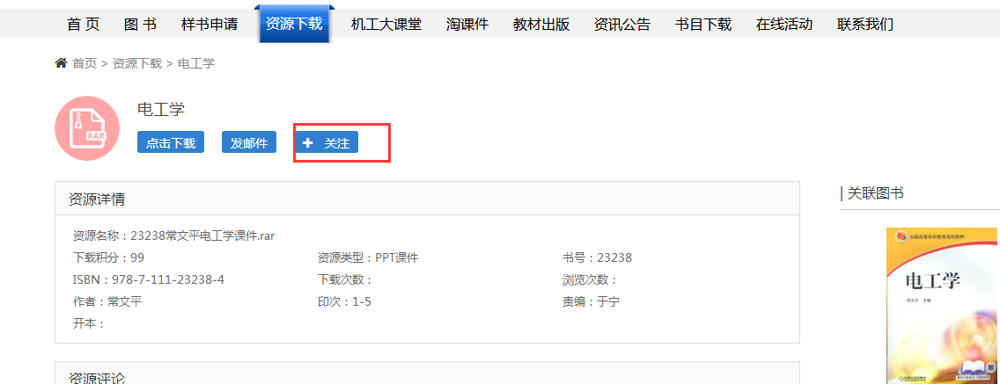 首 页 图 书 样书申请 资源下载 机工大课堂 淘课件 教材出版 资讯公告 书目下载 在线活动 联系我们
首页 > 资源下载 > 电工学
RAR
电工学
点击下载 发邮件 + 关注
资源详情
关联图书
资源名称：23238常文平电工学课件.rar
下载积分：99 资源类型：PPT课件 书号：23238
ISBN：978-7-111-23238-4 下载次数： 浏览次数：
作者：常文平 印次：1-5 责编：于宁
开本：
全国高等专科教育规划教材
电工学
常文平 主编
资源评论